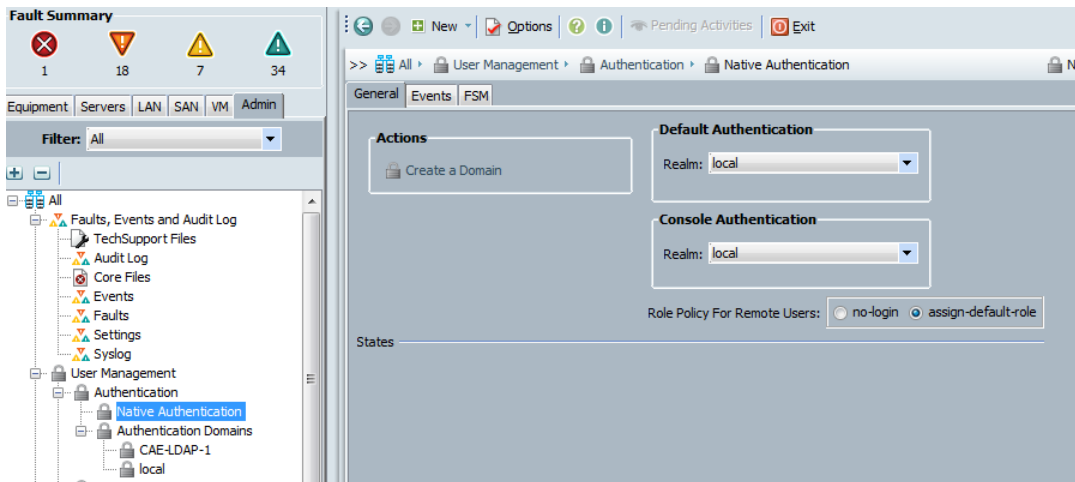 Fault Summary
1 18 7 34
Equipment Servers LAN SAN VM Admin
Filter: All
All
Faults, Events and Audit Log
TechSupport Files
Audit Log
Core Files
Events
Faults
Settings
Syslog
User Management
Authentication
Native Authentication
Authentication Domains
CAE-LDAP-1
local
New Options Pending Activities Exit
>> All User Management Authentication Native Authentication N
General Events FSM
Actions
Create a Domain
Default Authentication
Realm: local
Console Authentication
Realm: local
Role Policy For Remote Users: no-login assign-default-role
States